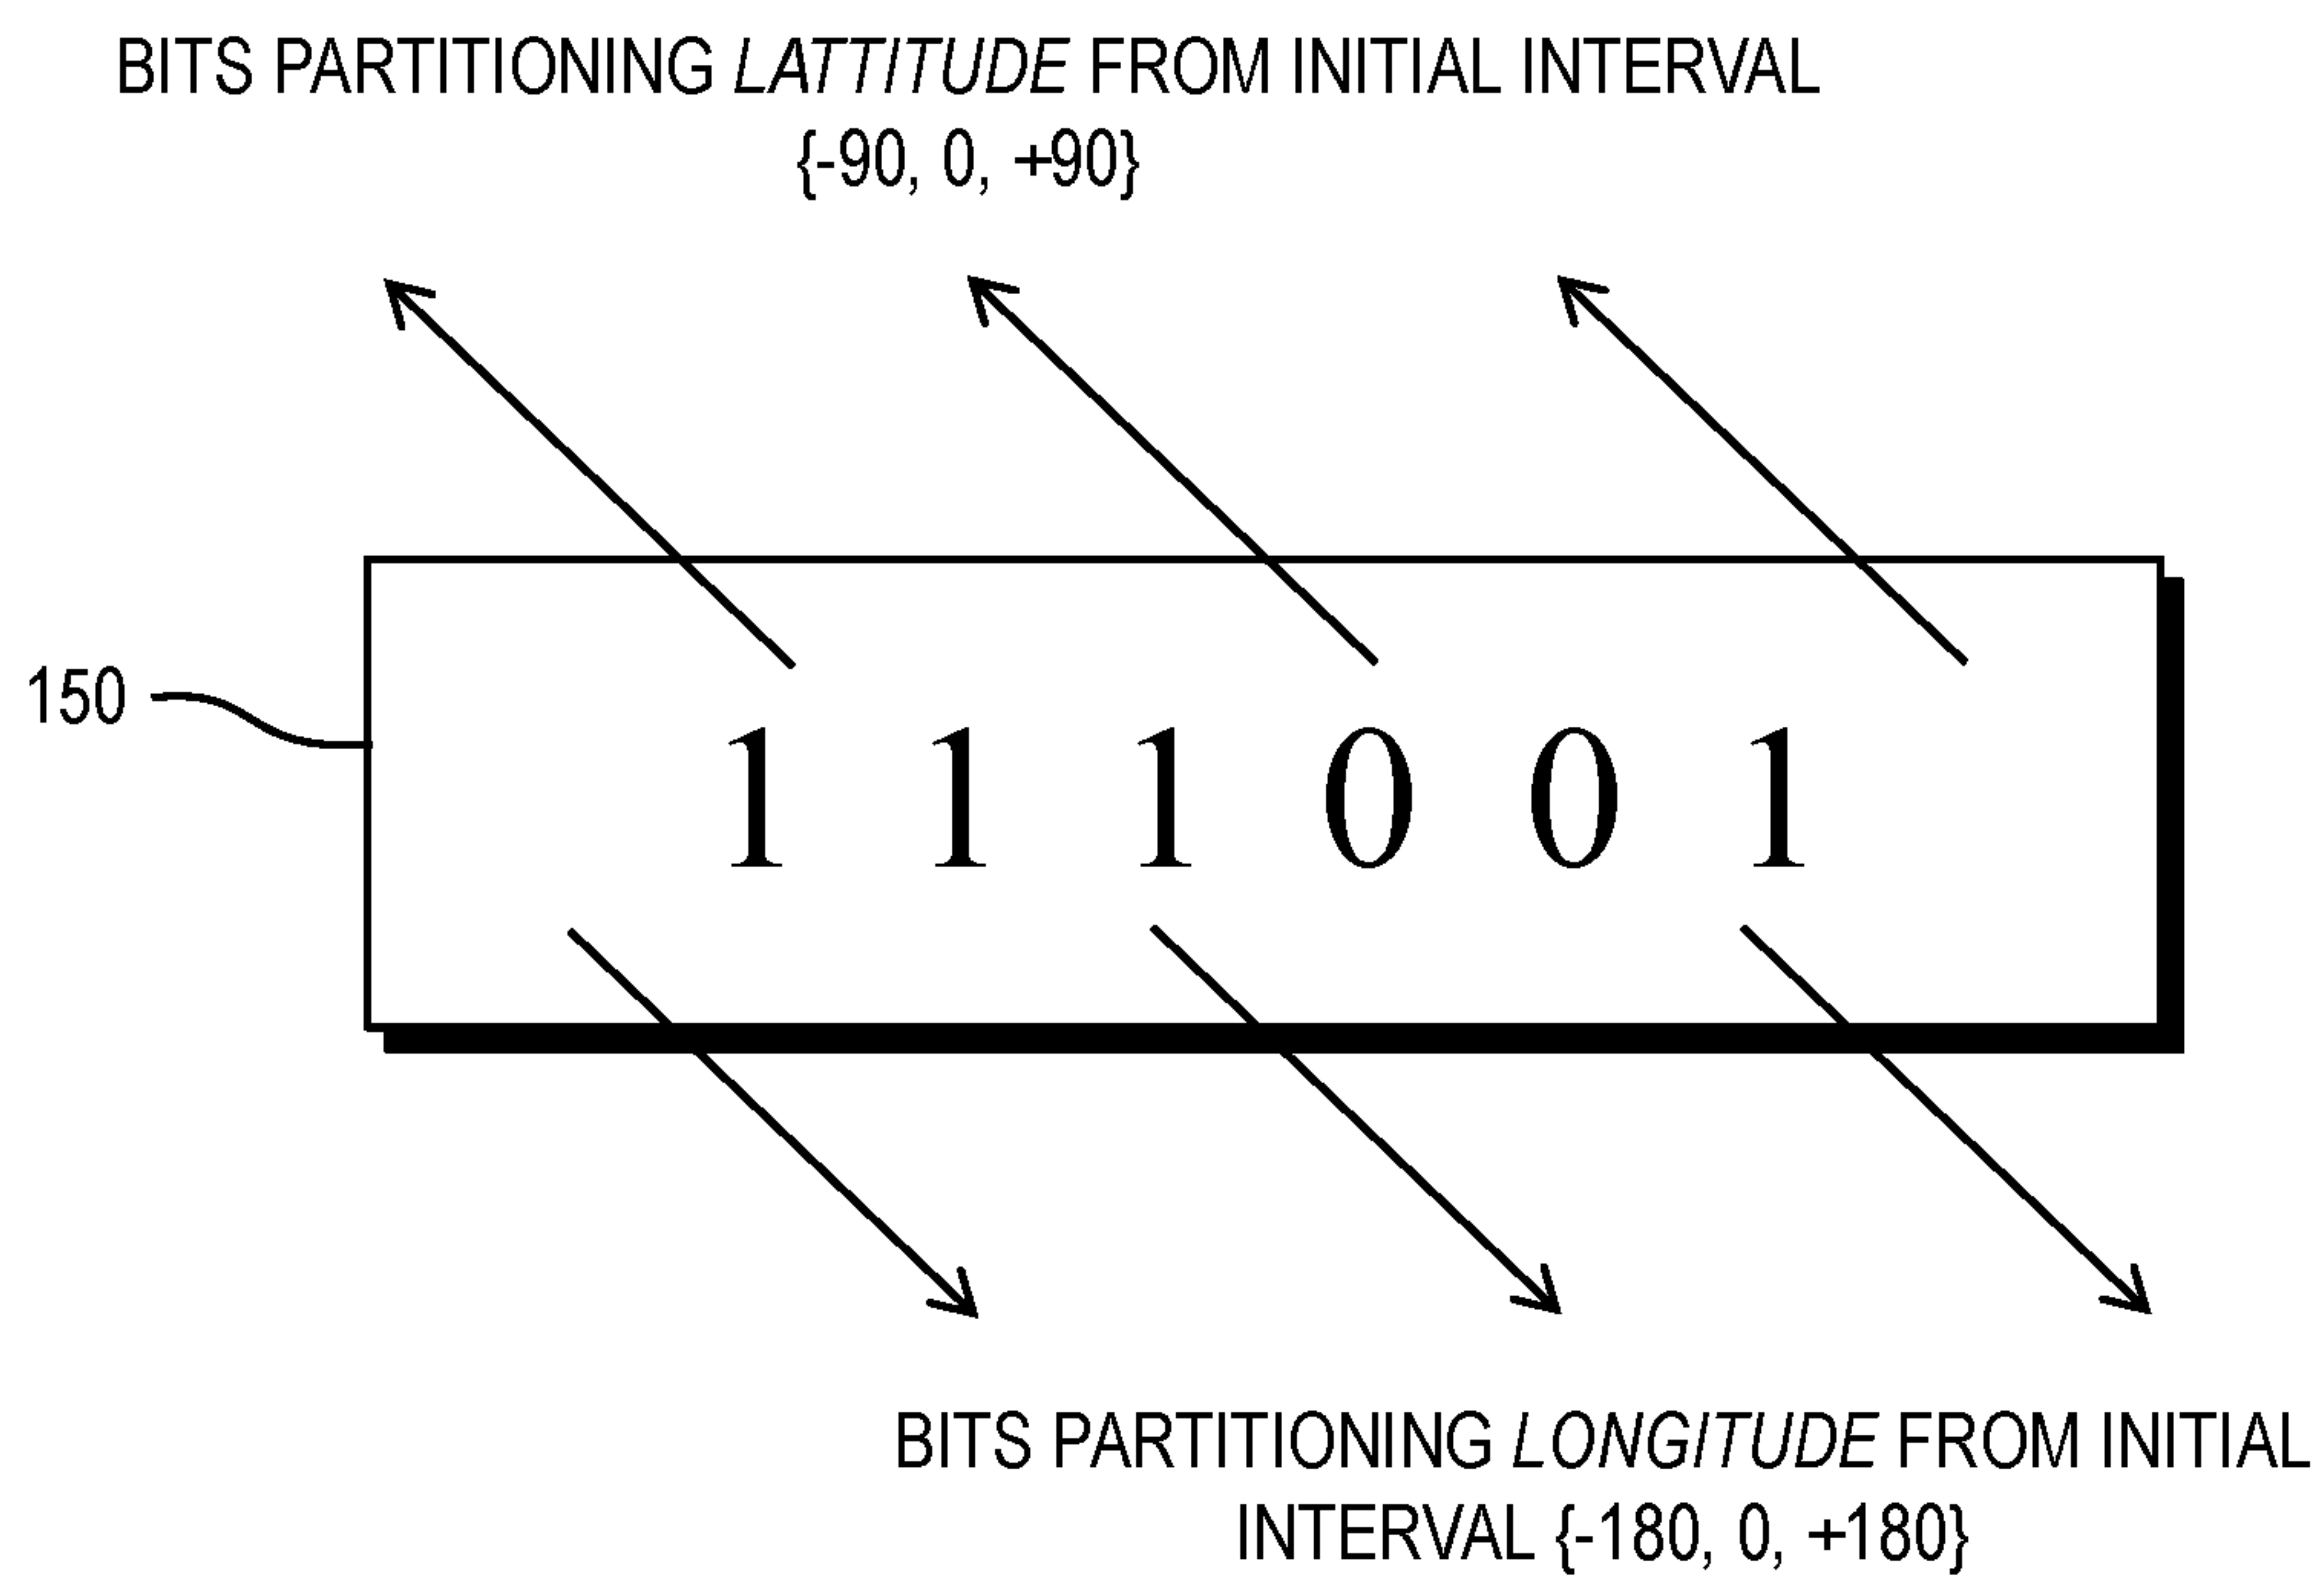 BITS PARTITIONING LATTITUDE FROM INITIAL INTERVAL
{-90, 0, +90}
150
1 1 1 0 0 1
BITS PARTITIONING LONGITUDE FROM INITIAL
INTERVAL {-180, 0, +180}